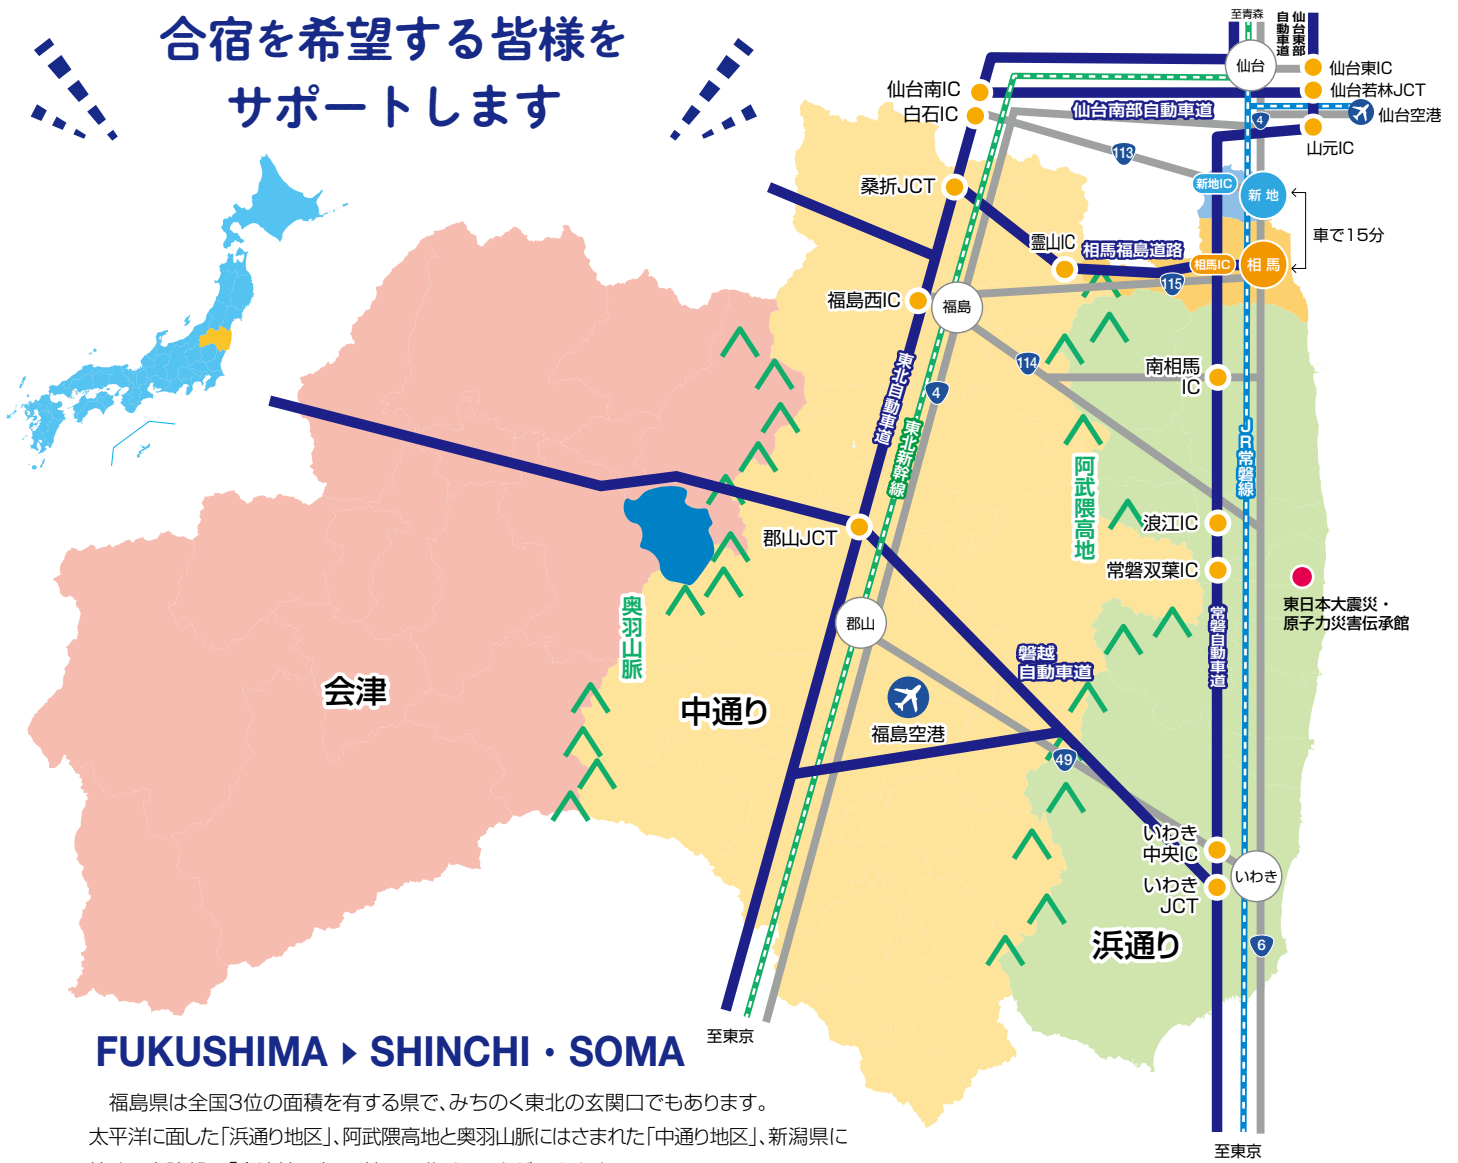 合宿を希望する皆様を
サポートします
至青森
仙台東部
自動車道
仙台
仙台東IC
仙台南IC
仙台若林JCT
白石IC
仙台南部自動車道
4
仙台空港
山元IC
113
桑折JCT
新地IC
新地
車で15分
霊山IC
相馬福島道路
相馬IC
相馬
115
福島西IC
福島
東北自動車道
114
南相馬
IC
4
東北新幹線
JR常磐線
阿武隈高地
郡山JCT
浪江IC
常磐双葉IC
東日本大震災・
原子力災害伝承館
奥羽山脈
郡山
常磐自動車道
磐越
自動車道
会津
中通り
福島空港
49
いわき
中央IC
いわき
いわき
JCT
浜通り
6
至東京
至東京
FUKUSHIMA ▶ SHINCHI・SOMA
福島県は全国3位の面積を有する県で、みちのく東北の玄関口でもあります。
太平洋に面した「浜通り地区」、阿武隈高地と奥羽山脈にはさまれた「中通り地区」、新潟県に